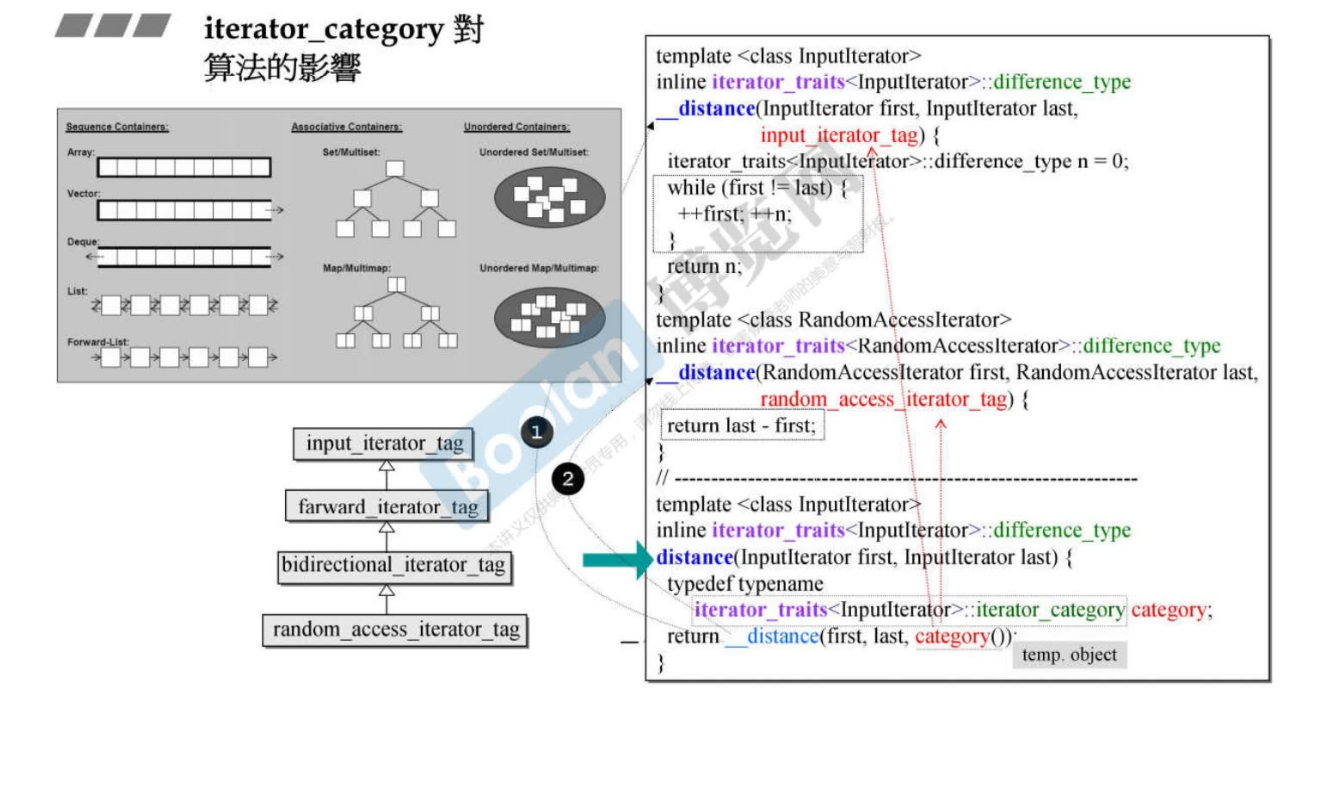 iterator_category 對
算法的影響
Sequence Containers:
Array:
Vector:
Deque:
List:
Forward-List:
Associative Containers:
Set/Multiset:
Map/Multimap:
Unordered Containers:
Unordered Set/Multiset:
Unordered Map/Multimap:
input_iterator_tag
farward_iterator_tag
bidirectional_iterator_tag
random_access_iterator_tag
1
2
template <class InputIterator>
inline iterator_traits<InputIterator>::difference_type
__distance(InputIterator first, InputIterator last,
input_iterator_tag) {
iterator_traits<InputIterator>::difference_type n = 0;
while (first != last) {
++first; ++n;
}
return n;
}
template <class RandomAccessIterator>
inline iterator_traits<RandomAccessIterator>::difference_type
__distance(RandomAccessIterator first, RandomAccessIterator last,
random_access_iterator_tag) {
return last - first;
}
// ---------------------------------------------------------------
template <class InputIterator>
inline iterator_traits<InputIterator>::difference_type
distance(InputIterator first, InputIterator last) {
typedef typename
iterator_traits<InputIterator>::iterator_category category;
return __distance(first, last, category());
}
temp. object
Boolan 博览网